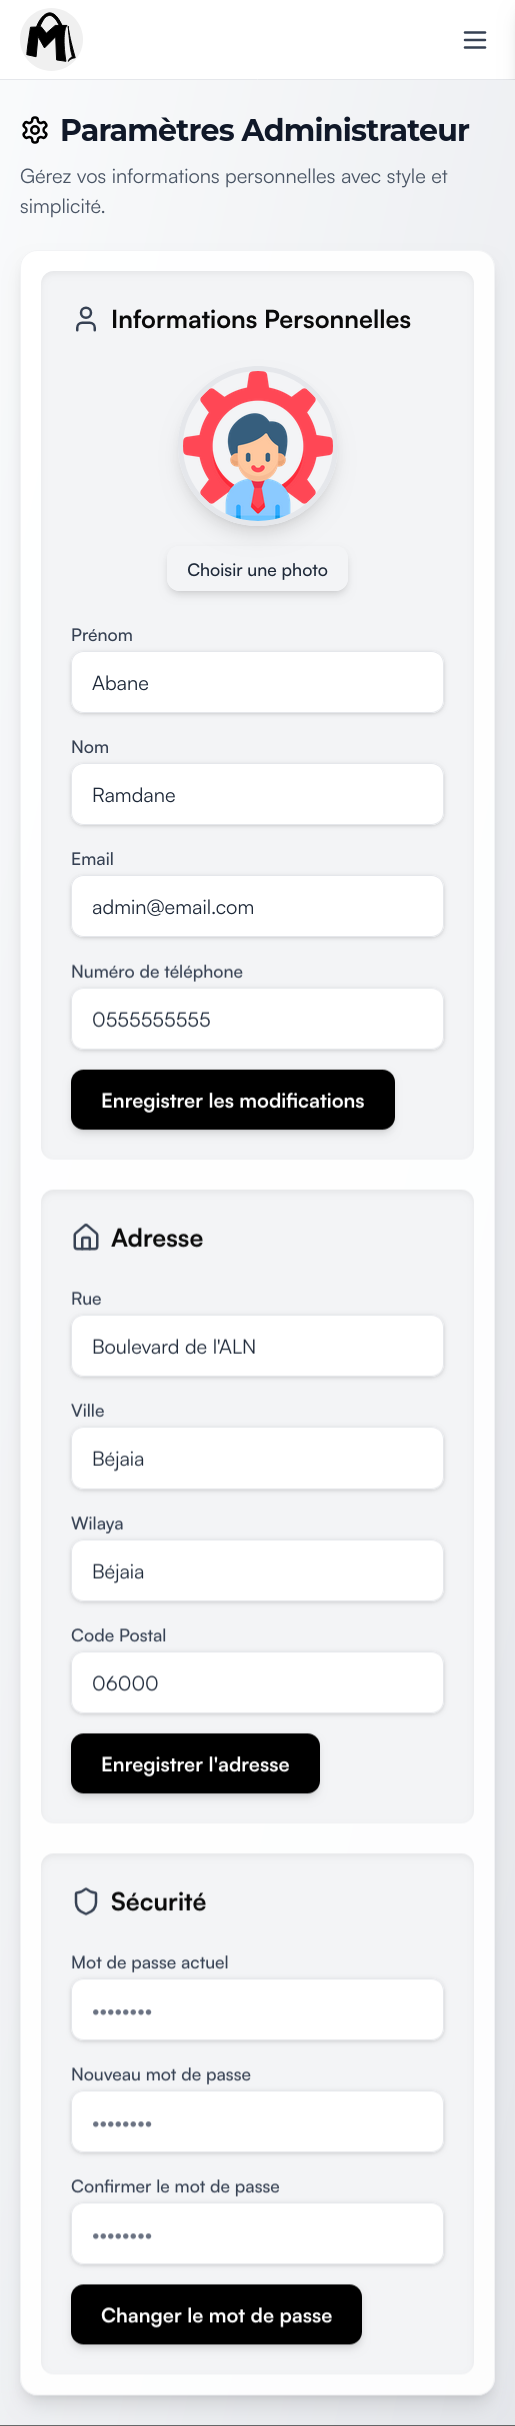 M
Paramètres Administrateur
Gérez vos informations personnelles avec style et
simplicité.
Informations Personnelles
Choisir une photo
Prénom
Abane
Nom
Ramdane
Email
admin@email.com
Numéro de téléphone
0555555555
Enregistrer les modifications
Adresse
Rue
Boulevard de l'ALN
Ville
Béjaia
Wilaya
Béjaia
Code Postal
06000
Enregistrer l'adresse
Sécurité
Mot de passe actuel
••••••••
Nouveau mot de passe
••••••••
Confirmer le mot de passe
••••••••
Changer le mot de passe